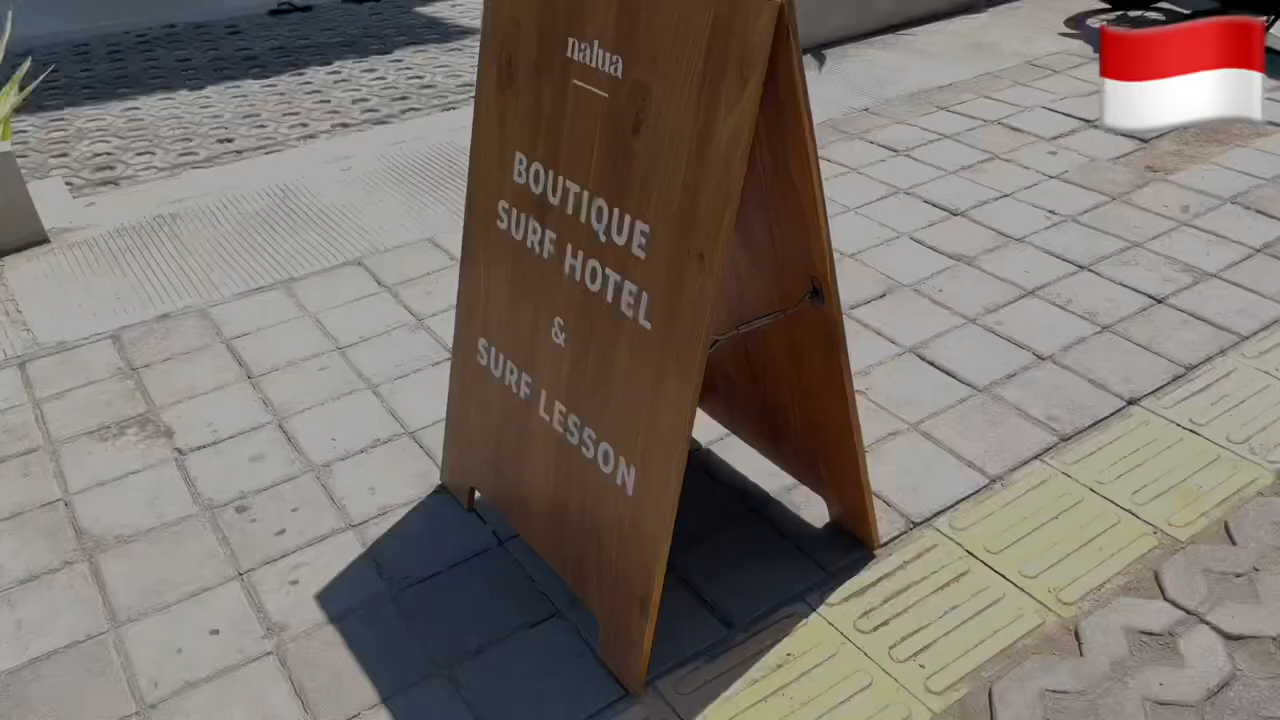 nalua
BOUTIQUE
SURF HOTEL
&
SURF LESSON